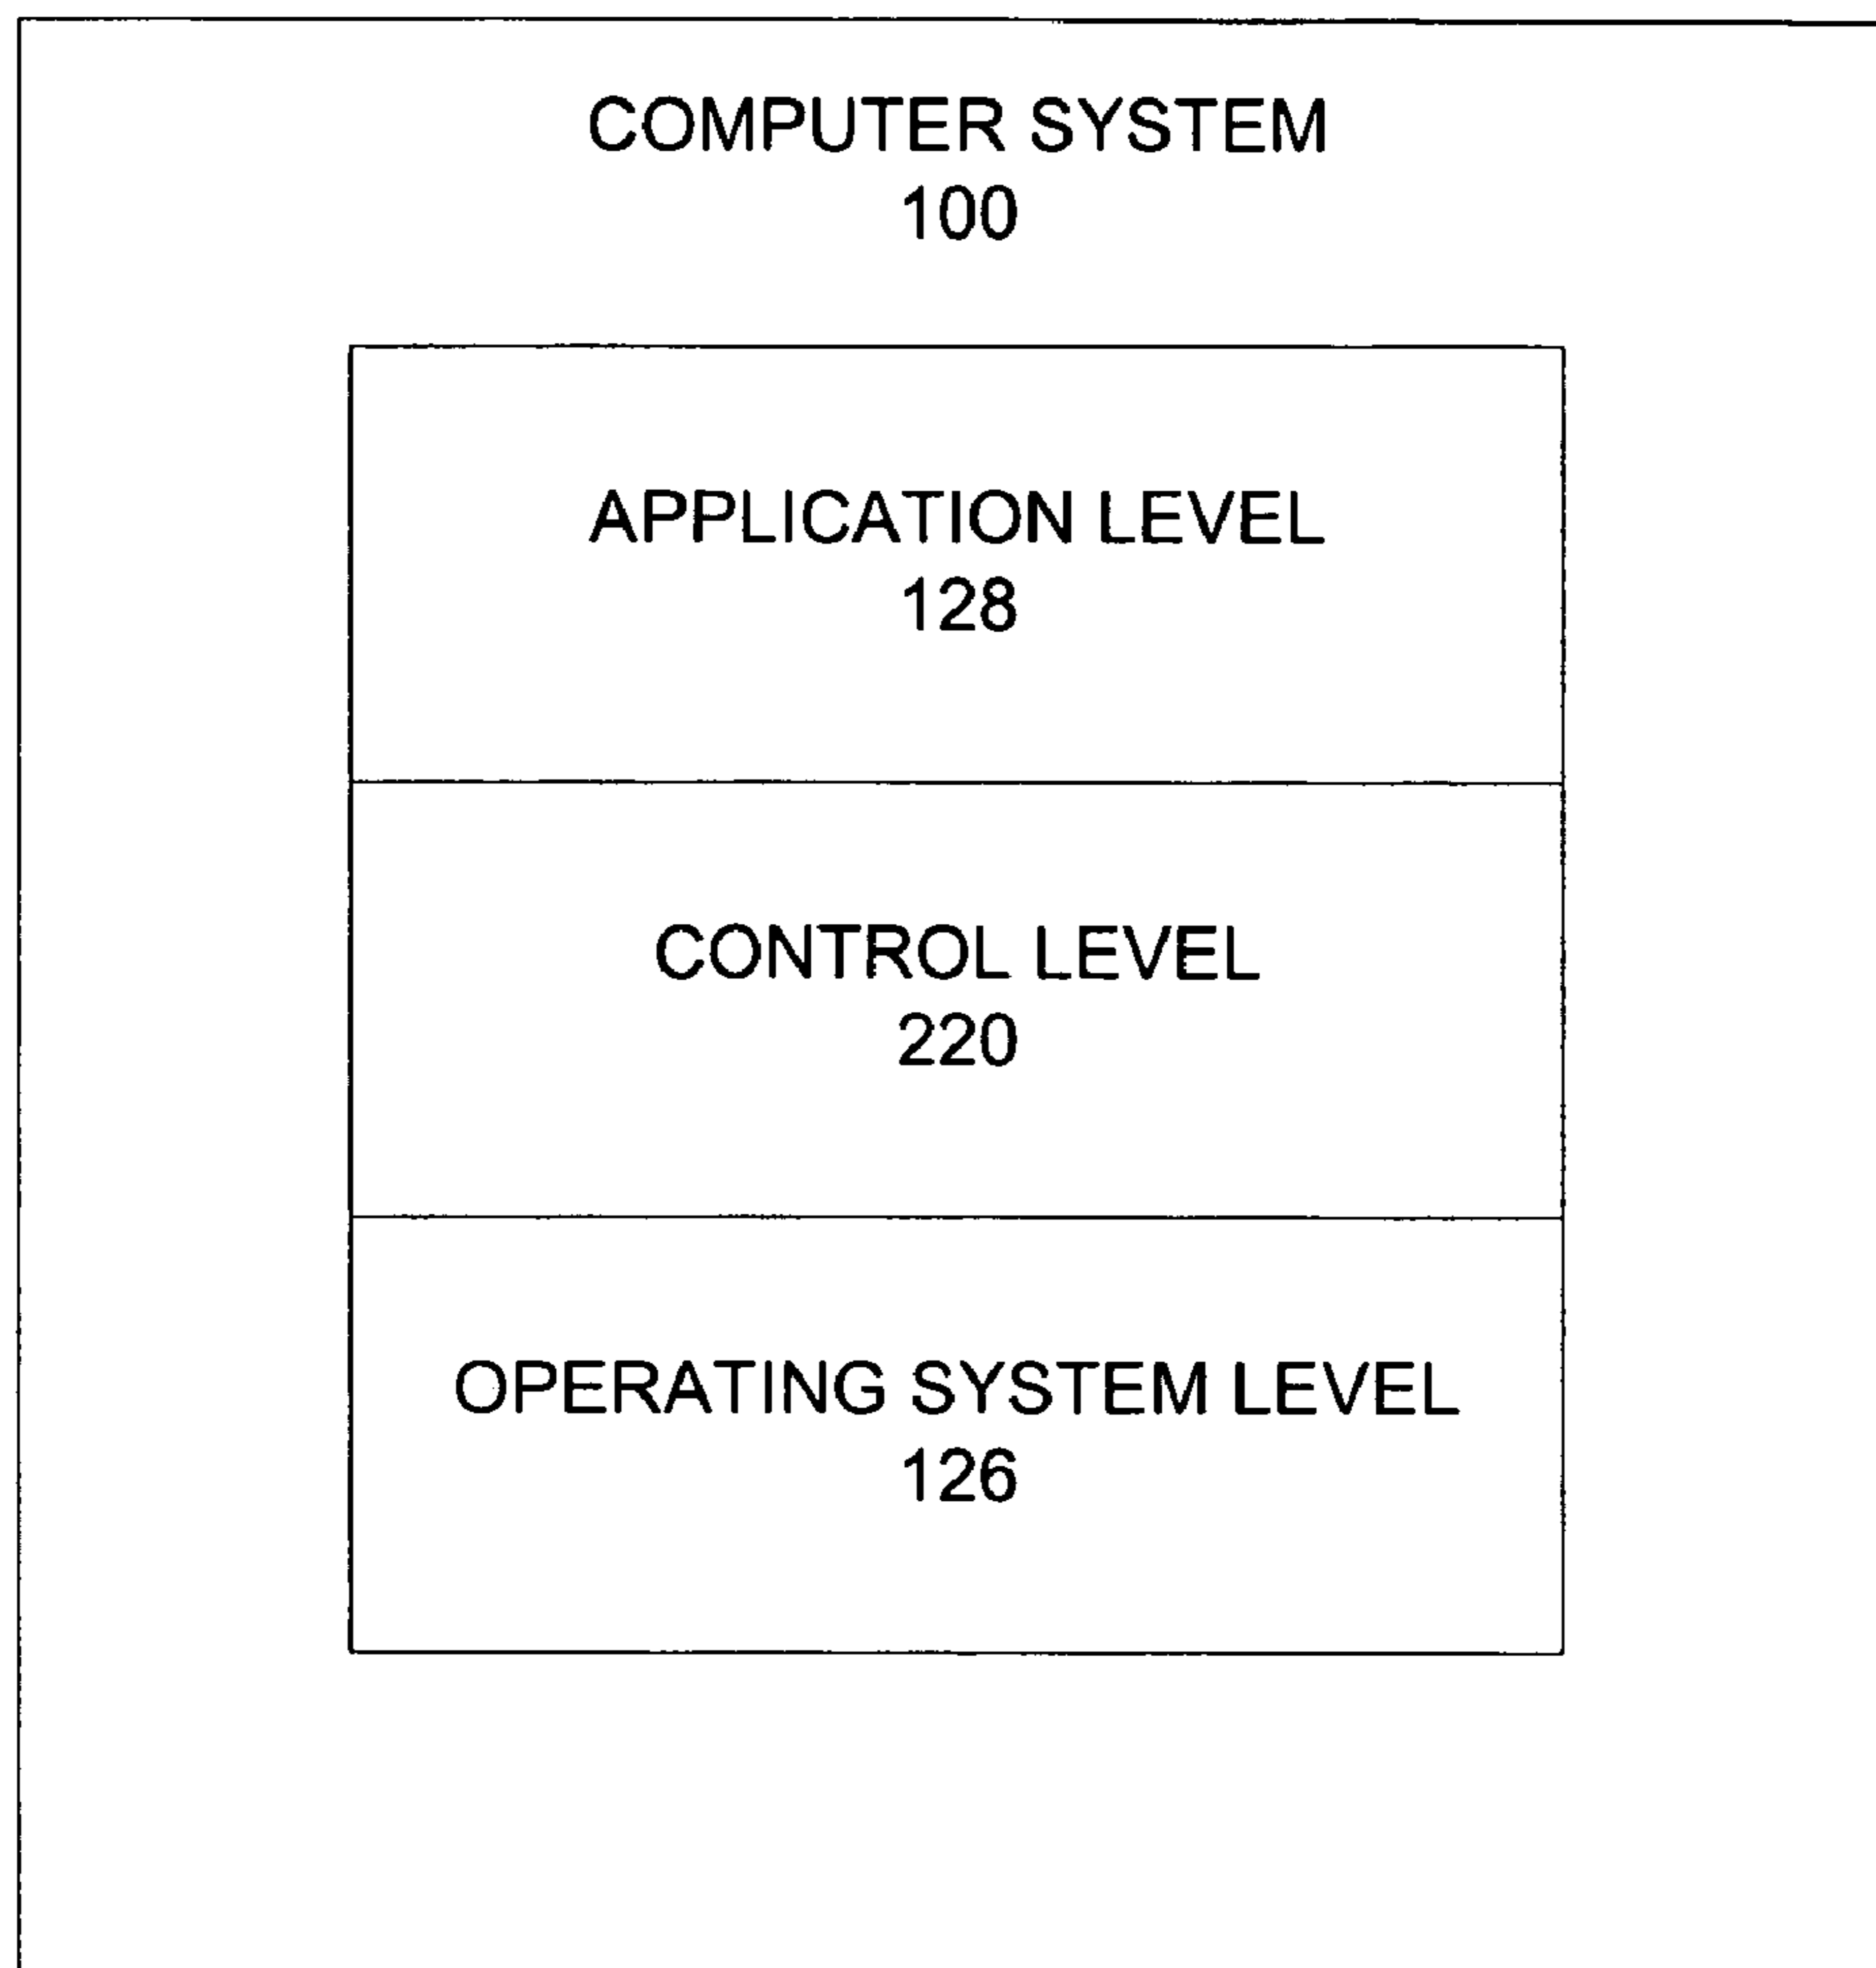 COMPUTER SYSTEM
100
APPLICATION LEVEL
128
CONTROL LEVEL
220
OPERATING SYSTEM LEVEL
126